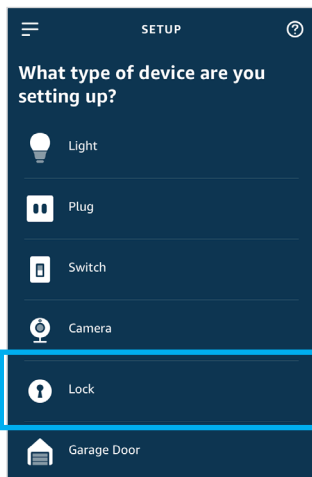 SETUP
What type of device are you
setting up?
Light
Plug
Switch
Camera
Lock
Garage Door